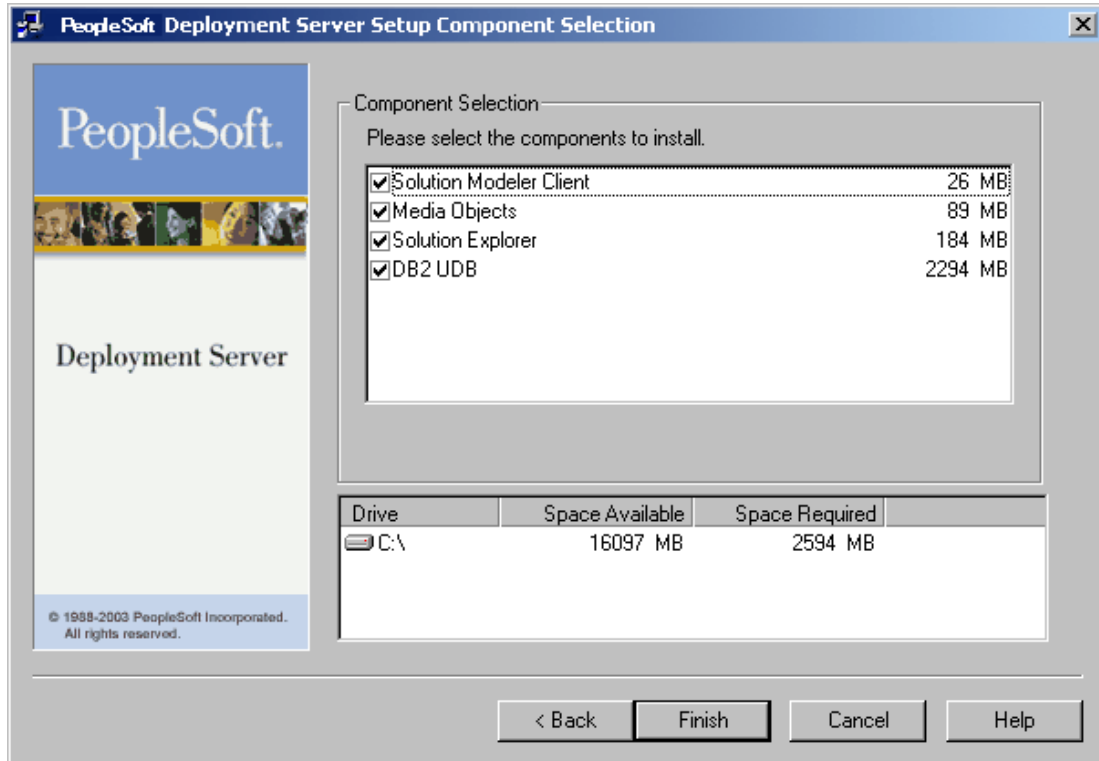 PeopleSoft Deployment Server Setup Component Selection
PeopleSoft.
Deployment Server
© 1988-2003 PeopleSoft Incorporated.
All rights reserved.
Component Selection
Please select the components to install.
Solution Modeler Client 26 MB
Media Objects 89 MB
Solution Explorer 184 MB
DB2 UDB 2294 MB
Drive Space Available Space Required
C:\ 16097 MB 2594 MB
< Back Finish Cancel Help